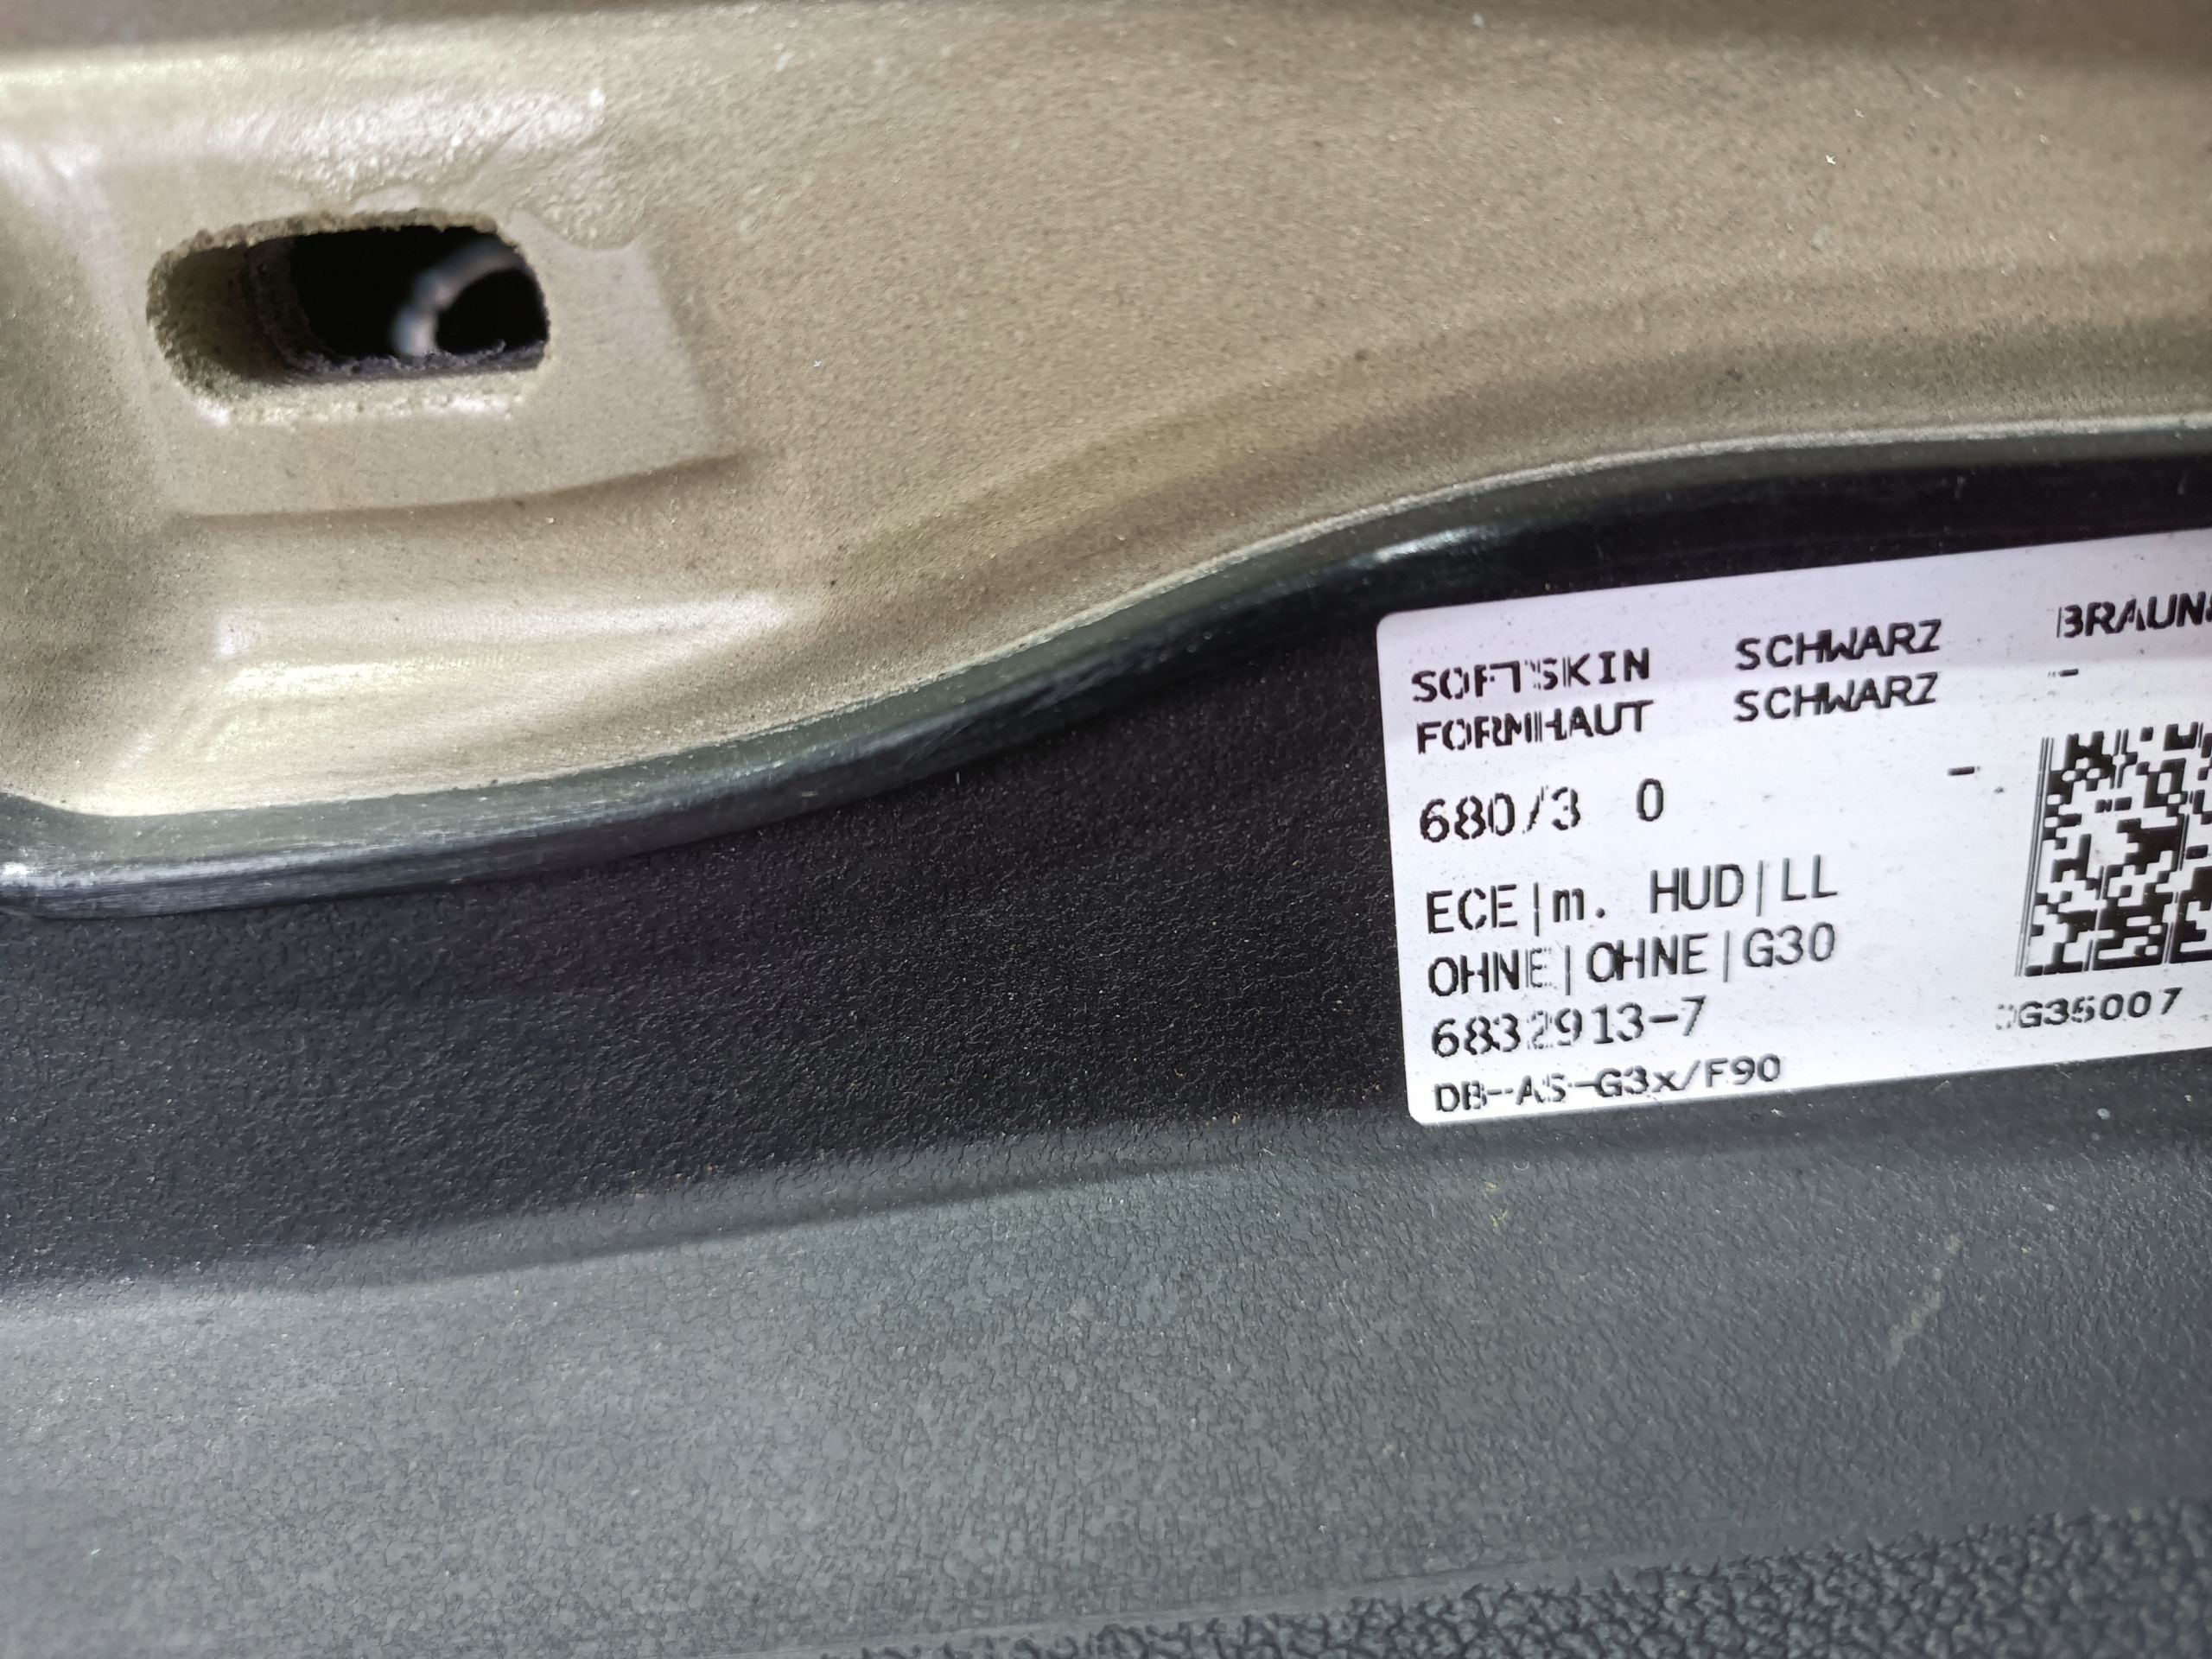 SOFTSKIN SCHWARZ
FORMHAUT SCHWARZ -
680/3 0 -
ECE|m. HUD|LL
OHNE|OHNE|G30
6832913-7
G35007
DB-AS-G3x/F90